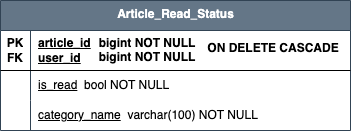 Article_Read_Status
PK article_id bigint NOT NULL ON DELETE CASCADE
FK user_id bigint NOT NULL
is_read bool NOT NULL
category_name varchar(100) NOT NULL